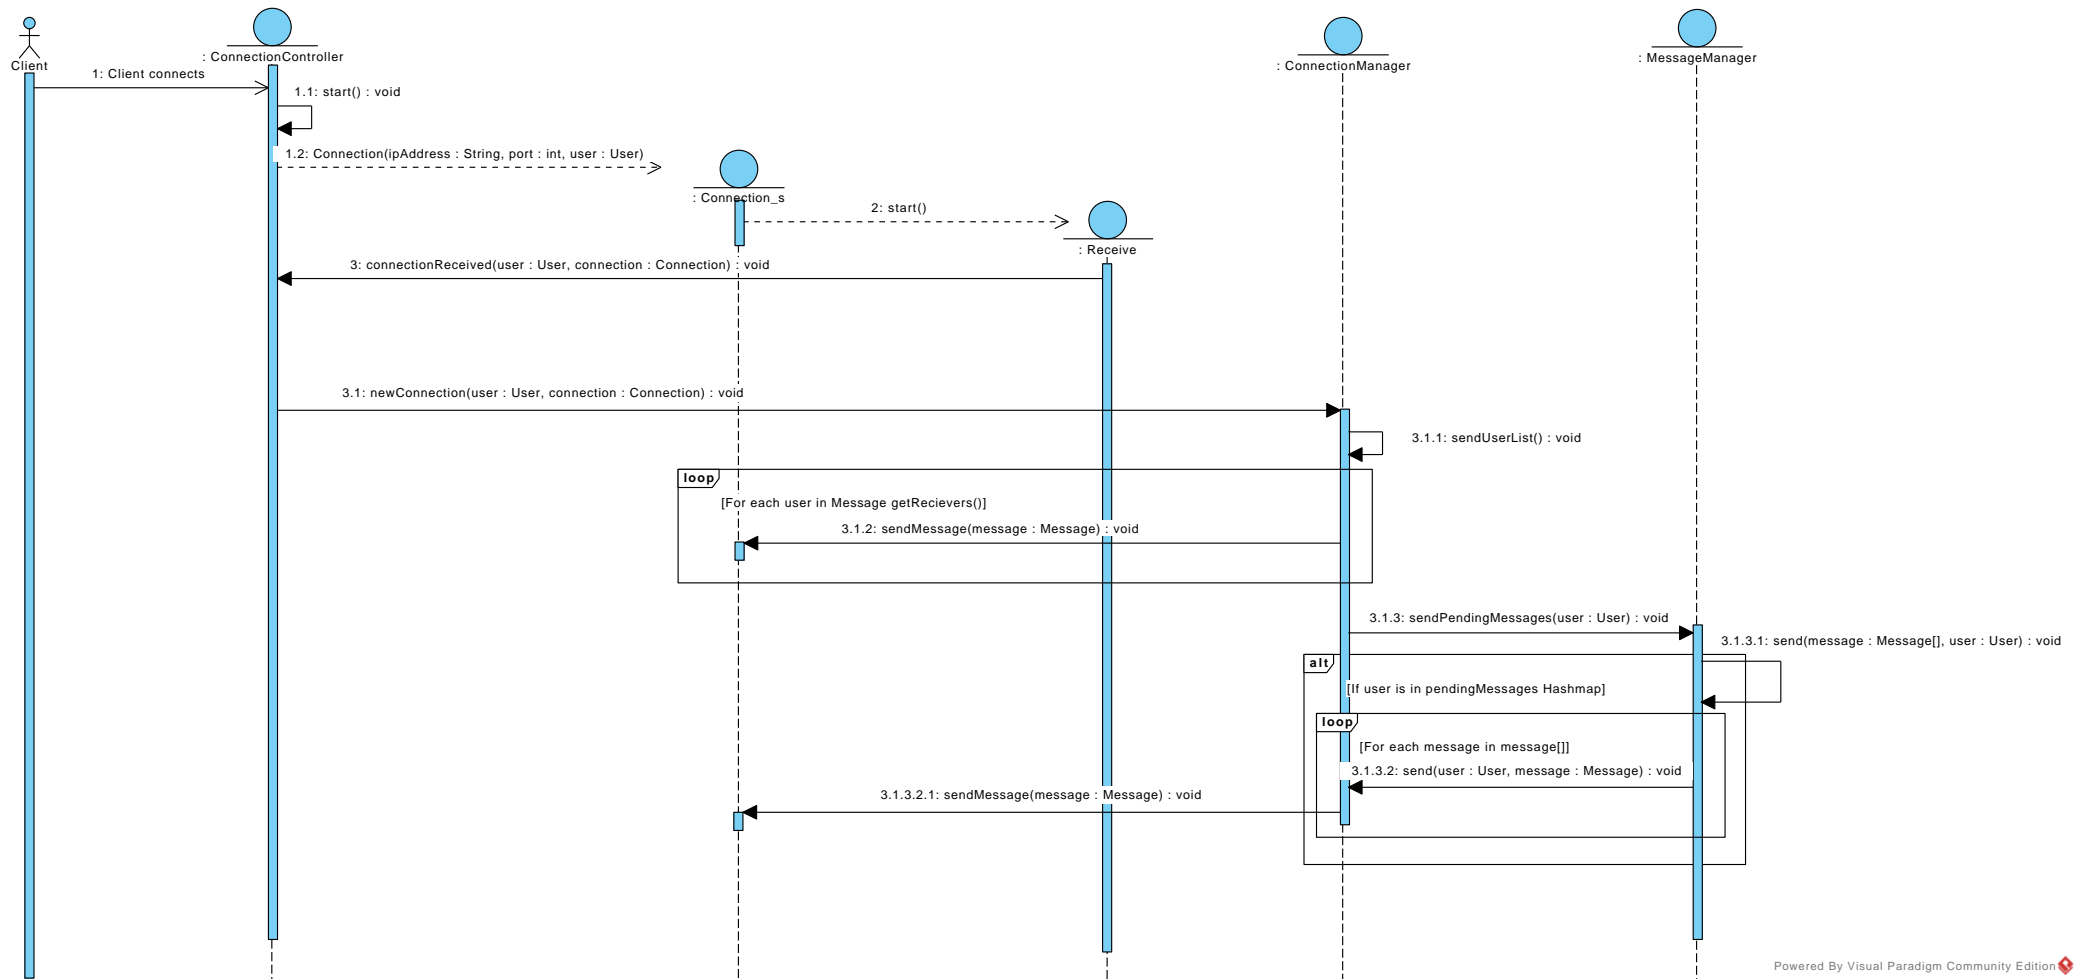 Client
: ConnectionController
: ConnectionManager
: MessageManager
1: Client connects
1.1: start() : void
1.2: Connection(ipAddress : String, port : int, user : User)
: Connection_s
2: start()
: Receive
3: connectionReceived(user : User, connection : Connection) : void
3.1: newConnection(user : User, connection : Connection) : void
3.1.1: sendUserList() : void
loop
[For each user in Message getRecievers()]
3.1.2: sendMessage(message : Message) : void
3.1.3: sendPendingMessages(user : User) : void
3.1.3.1: send(message : Message[], user : User) : void
alt
[If user is in pendingMessages Hashmap]
loop
[For each message in message[]]
3.1.3.2: send(user : User, message : Message) : void
3.1.3.2.1: sendMessage(message : Message) : void
Powered By Visual Paradigm Community Edition